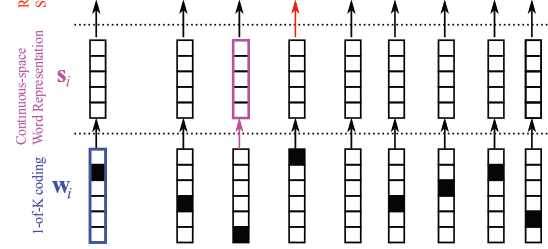 R
S
Continuous-space
Word Representation
s_i
1-of-K coding
w_i